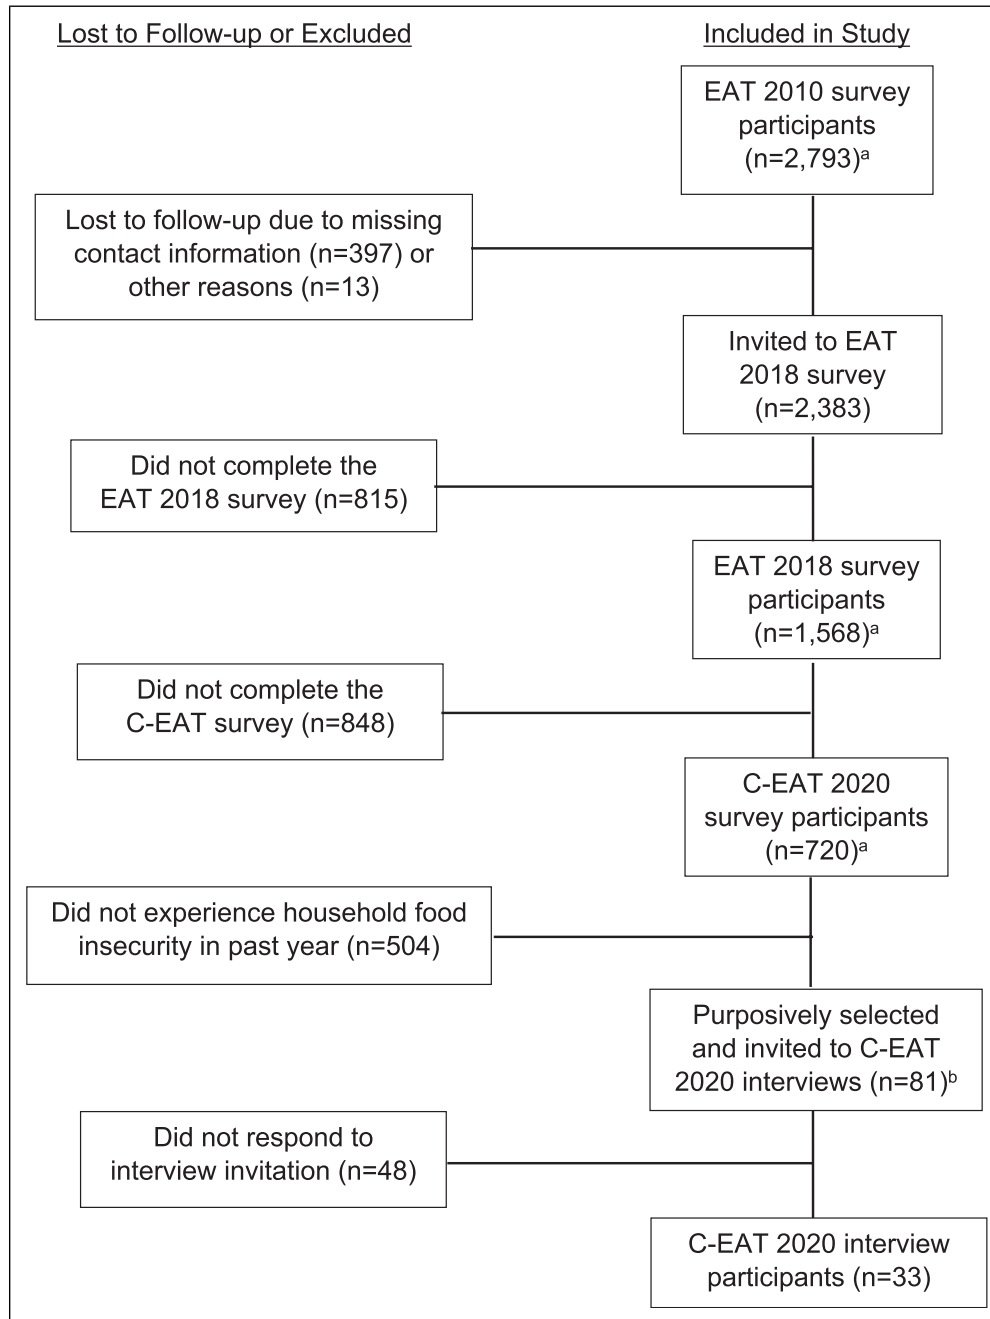 Lost to Follow-up or Excluded
Included in Study
EAT 2010 survey
participants
(n=2,793)ᵃ
Lost to follow-up due to missing
contact information (n=397) or
other reasons (n=13)
Invited to EAT
2018 survey
(n=2,383)
Did not complete the
EAT 2018 survey (n=815)
EAT 2018 survey
participants
(n=1,568)ᵃ
Did not complete the
C-EAT survey (n=848)
C-EAT 2020
survey participants
(n=720)ᵃ
Did not experience household food
insecurity in past year (n=504)
Purposively selected
and invited to C-EAT
2020 interviews (n=81)ᵇ
Did not respond to
interview invitation (n=48)
C-EAT 2020 interview
participants (n=33)